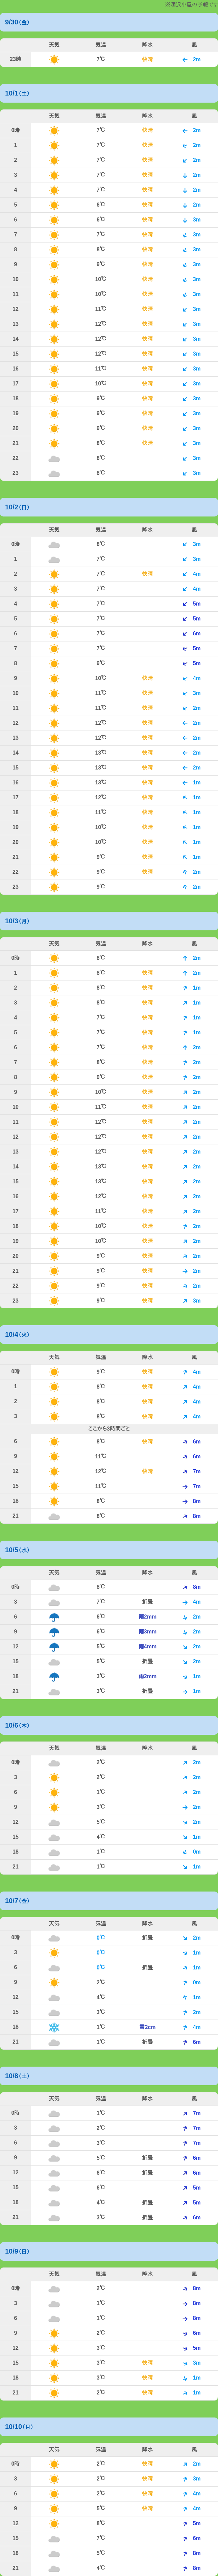 9/30(金)
天気 気温 降水 風
23時 7℃ 快晴 2m
10/1(土)
天気 気温 降水 風
0時 7℃ 快晴 2m
1 7℃ 快晴 2m
2 7℃ 快晴 2m
3 7℃ 快晴 2m
4 7℃ 快晴 2m
5 6℃ 快晴 2m
6 6℃ 快晴 3m
7 7℃ 快晴 3m
8 8℃ 快晴 3m
9 9℃ 快晴 3m
10 10℃ 快晴 3m
11 10℃ 快晴 3m
12 11℃ 快晴 3m
13 12℃ 快晴 3m
14 12℃ 快晴 3m
15 12℃ 快晴 3m
16 11℃ 快晴 3m
17 10℃ 快晴 3m
18 9℃ 快晴 3m
19 9℃ 快晴 3m
20 9℃ 快晴 3m
21 8℃ 快晴 3m
22 8℃ 3m
23 8℃ 3m
10/2(日)
天気 気温 降水 風
0時 8℃ 3m
1 7℃ 3m
2 7℃ 快晴 4m
3 7℃ 4m
4 7℃ 5m
5 7℃ 5m
6 7℃ 6m
7 7℃ 5m
8 9℃ 5m
9 10℃ 快晴 4m
10 11℃ 快晴 3m
11 11℃ 快晴 2m
12 12℃ 快晴 2m
13 12℃ 快晴 2m
14 13℃ 快晴 2m
15 13℃ 快晴 2m
16 13℃ 快晴 1m
17 12℃ 快晴 1m
18 11℃ 快晴 1m
19 10℃ 快晴 1m
20 10℃ 快晴 1m
21 9℃ 快晴 1m
22 9℃ 快晴 2m
23 9℃ 2m
10/3(月)
天気 気温 降水 風
0時 8℃ 2m
1 8℃ 快晴 2m
2 8℃ 快晴 1m
3 8℃ 快晴 1m
4 7℃ 快晴 1m
5 7℃ 快晴 1m
6 7℃ 快晴 2m
7 8℃ 快晴 2m
8 9℃ 快晴 2m
9 10℃ 快晴 2m
10 11℃ 快晴 2m
11 12℃ 快晴 2m
12 12℃ 快晴 2m
13 12℃ 快晴 2m
14 13℃ 快晴 2m
15 13℃ 快晴 2m
16 12℃ 快晴 2m
17 11℃ 快晴 2m
18 10℃ 快晴 2m
19 10℃ 快晴 2m
20 9℃ 快晴 2m
21 9℃ 快晴 2m
22 9℃ 快晴 2m
23 9℃ 快晴 3m
10/4(火)
天気 気温 降水 風
0時 9℃ 快晴 4m
1 8℃ 快晴 4m
2 8℃ 快晴 4m
3 8℃ 快晴 4m
ここから3時間ごと
6 8℃ 快晴 6m
9 11℃ 6m
12 12℃ 快晴 7m
15 11℃ 7m
18 8℃ 8m
21 8℃ 8m
10/5(水)
天気 気温 降水 風
0時 8℃ 8m
3 7℃ 折畳 4m
6 6℃ 雨2mm 2m
9 6℃ 雨3mm 2m
12 5℃ 雨4mm 2m
15 5℃ 折畳 2m
18 3℃ 雨2mm 1m
21 3℃ 折畳 1m
10/6(木)
天気 気温 降水 風
0時 2℃ 2m
3 2℃ 2m
6 1℃ 2m
9 3℃ 2m
12 5℃ 2m
15 4℃ 1m
18 1℃ 0m
21 1℃ 1m
10/7(金)
天気 気温 降水 風
0時 0℃ 折畳 2m
3 0℃ 1m
6 0℃ 折畳 1m
9 2℃ 0m
12 4℃ 1m
15 3℃ 2m
18 1℃ 雪2cm 4m
21 1℃ 折畳 6m
10/8(土)
天気 気温 降水 風
0時 1℃ 7m
3 2℃ 7m
6 3℃ 7m
9 5℃ 折畳 6m
12 6℃ 折畳 6m
15 6℃ 5m
18 4℃ 折畳 5m
21 3℃ 折畳 6m
10/9(日)
天気 気温 降水 風
0時 2℃ 8m
3 1℃ 8m
6 1℃ 8m
9 2℃ 6m
12 3℃ 5m
15 3℃ 快晴 3m
18 3℃ 快晴 1m
21 2℃ 快晴 1m
10/10(月)
天気 気温 降水 風
0時 2℃ 快晴 2m
3 2℃ 快晴 3m
6 2℃ 快晴 4m
9 5℃ 快晴 4m
12 8℃ 5m
15 7℃ 6m
18 5℃ 8m
21 4℃ 8m